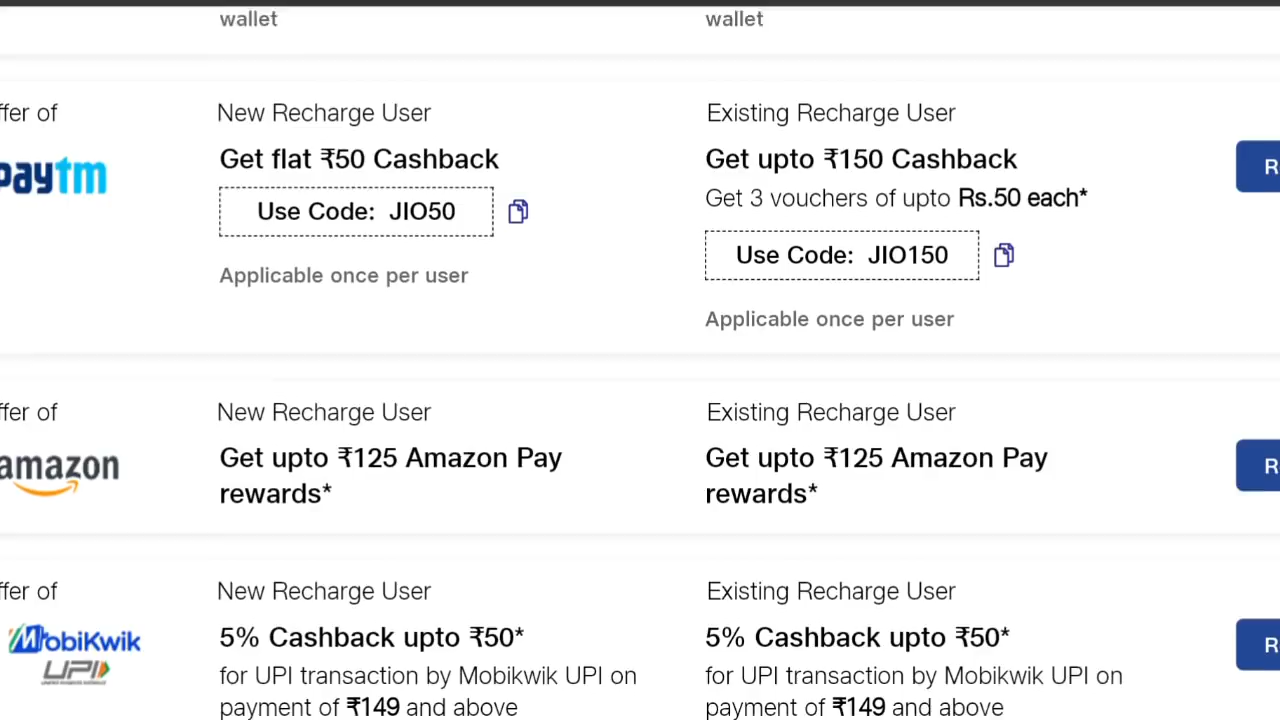 wallet
wallet
ffer of
New Recharge User
Existing Recharge User
paytm
Get flat ₹50 Cashback
Get upto ₹150 Cashback
R
Get 3 vouchers of upto Rs.50 each*
Use Code: JIO50
Use Code: JIO150
Applicable once per user
Applicable once per user
ffer of
New Recharge User
Existing Recharge User
amazon
Get upto ₹125 Amazon Pay
rewards*
Get upto ₹125 Amazon Pay
rewards*
R
ffer of
New Recharge User
Existing Recharge User
MobiKwik
UPI
5% Cashback upto ₹50*
for UPI transaction by Mobikwik UPI on
payment of ₹149 and above
5% Cashback upto ₹50*
for UPI transaction by Mobikwik UPI on
payment of ₹149 and above
R